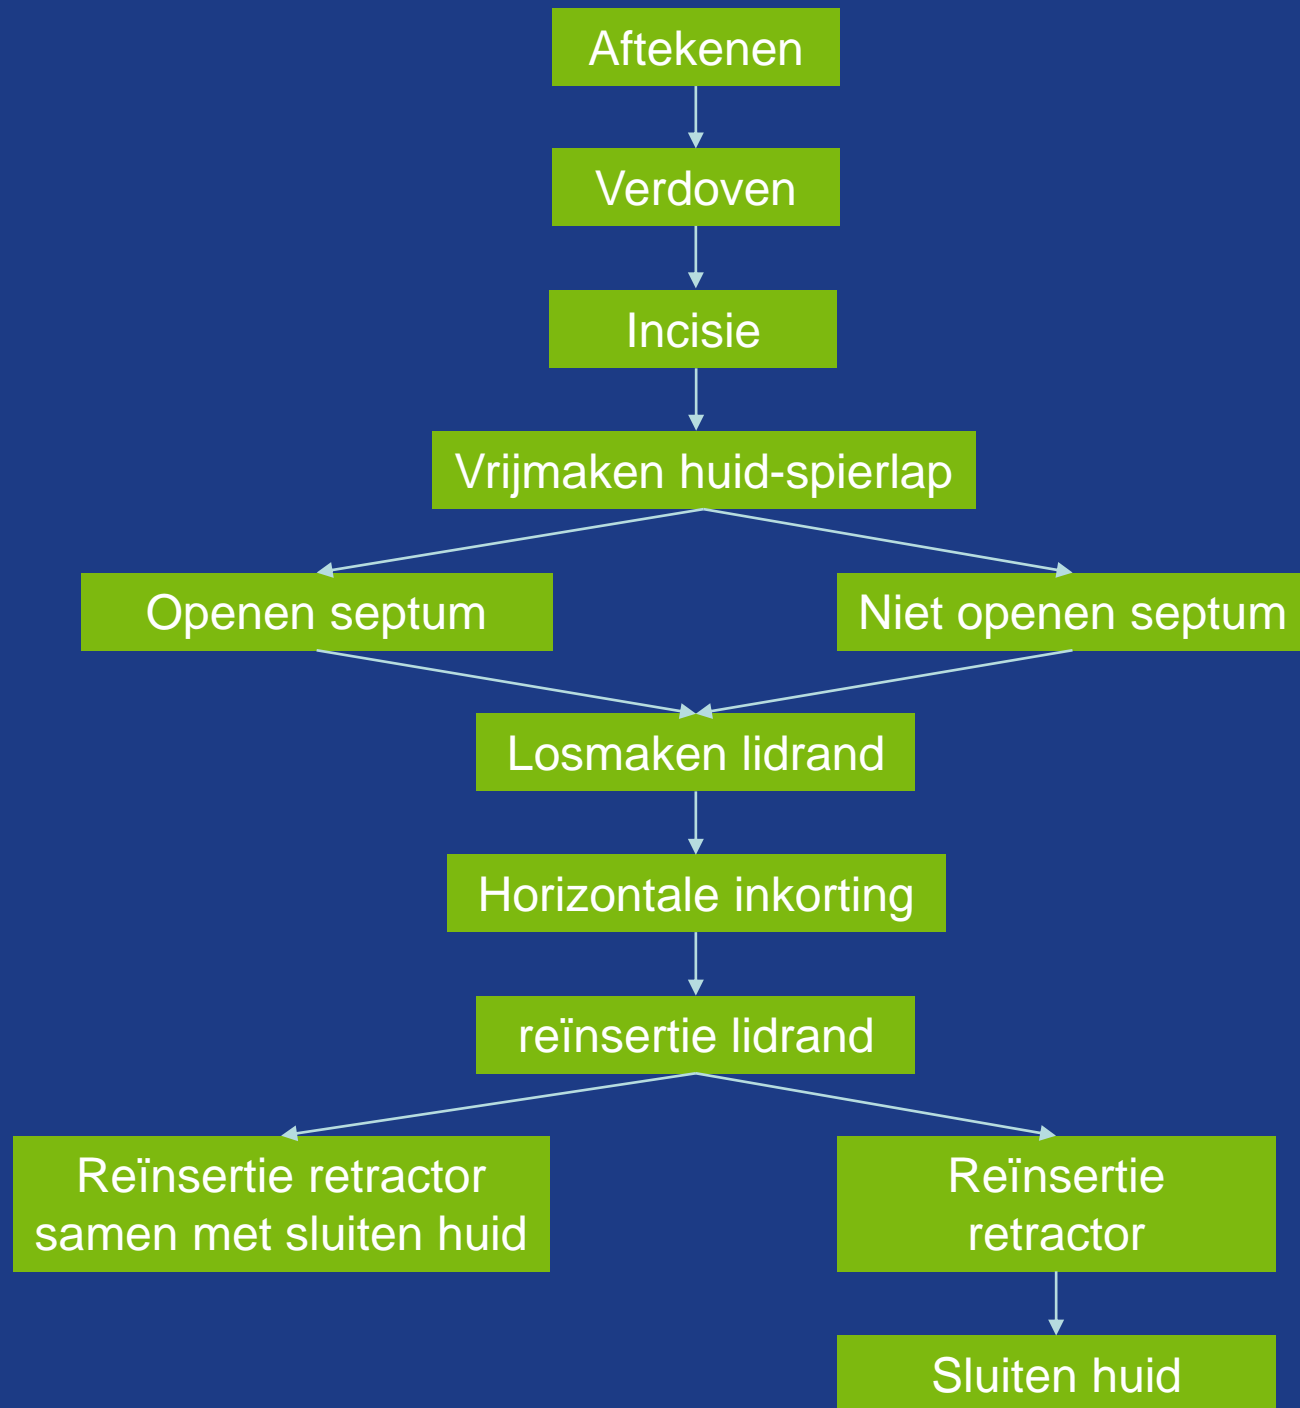 Aftekenen
Verdoven
Incisie
Vrijmaken huid-spierlap
Openen septum
Niet openen septum
Losmaken lidrand
Horizontale inkorting
reïnsertie lidrand
Reïnsertie retractor
samen met sluiten huid
Reïnsertie
retractor
Sluiten huid